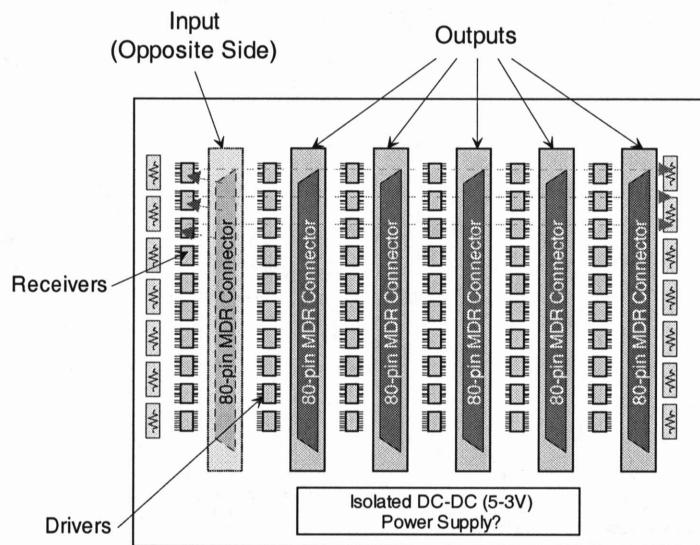 Input
(Opposite Side)
Outputs
80-pin MDR Connector
80-pin MDR Connector
80-pin MDR Connector
80-pin MDR Connector
80-pin MDR Connector
80-pin MDR Connector
Receivers
Drivers
Isolated DC-DC (5-3V)
Power Supply?